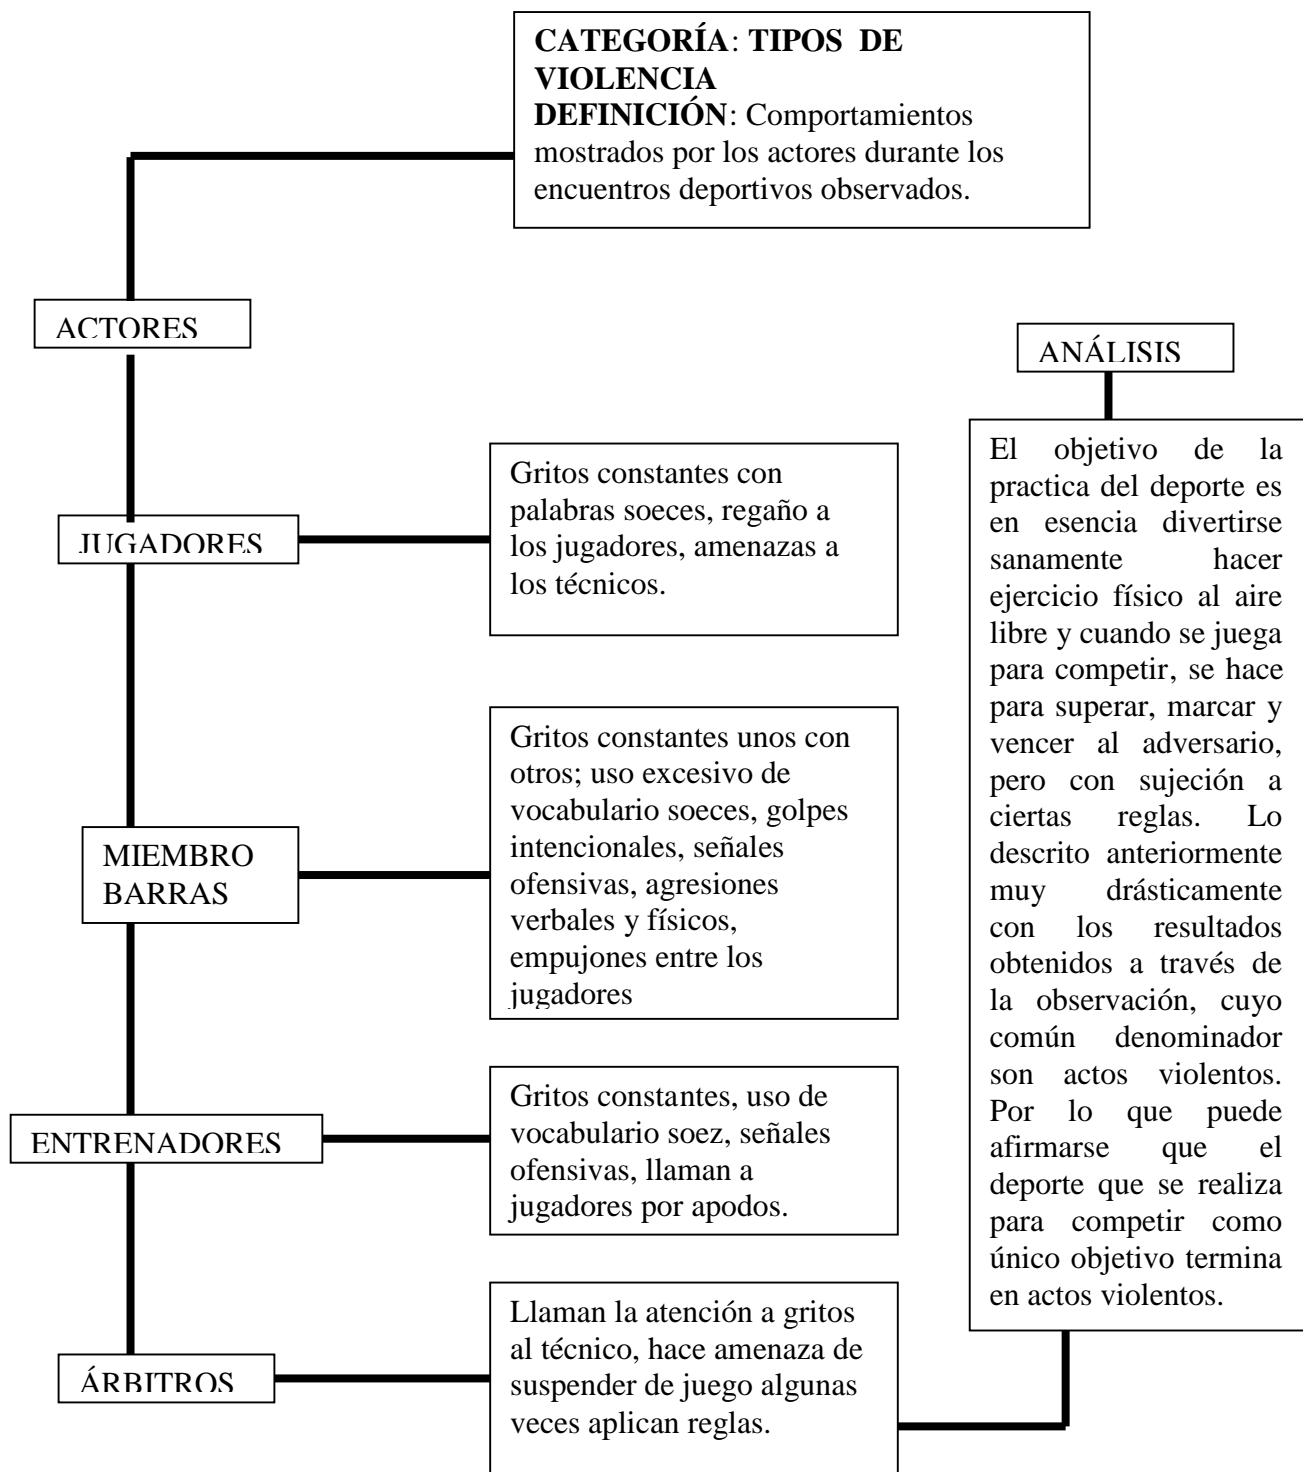 CATEGORÍA: TIPOS DE
VIOLENCIA
DEFINICIÓN: Comportamientos
mostrados por los actores durante los
encuentros deportivos observados.
ACTORES
JUGADORES
Gritos constantes con
palabras soeces, regaño a
los jugadores, amenazas a
los técnicos.
MIEMBRO
BARRAS
Gritos constantes unos con
otros; uso excesivo de
vocabulario soeces, golpes
intencionales, señales
ofensivas, agresiones
verbales y físicos,
empujones entre los
jugadores
ENTRENADORES
Gritos constantes, uso de
vocabulario soez, señales
ofensivas, llaman a
jugadores por apodos.
ÁRBITROS
Llaman la atención a gritos
al técnico, hace amenaza de
suspender de juego algunas
veces aplican reglas.
ANÁLISIS
El objetivo de la
practica del deporte es
en esencia divertirse
sanamente hacer
ejercicio físico al aire
libre y cuando se juega
para competir, se hace
para superar, marcar y
vencer al adversario,
pero con sujeción a
ciertas reglas. Lo
descrito anteriormente
muy drásticamente
con los resultados
obtenidos a través de
la observación, cuyo
común denominador
son actos violentos.
Por lo que puede
afirmarse que el
deporte que se realiza
para competir como
único objetivo termina
en actos violentos.